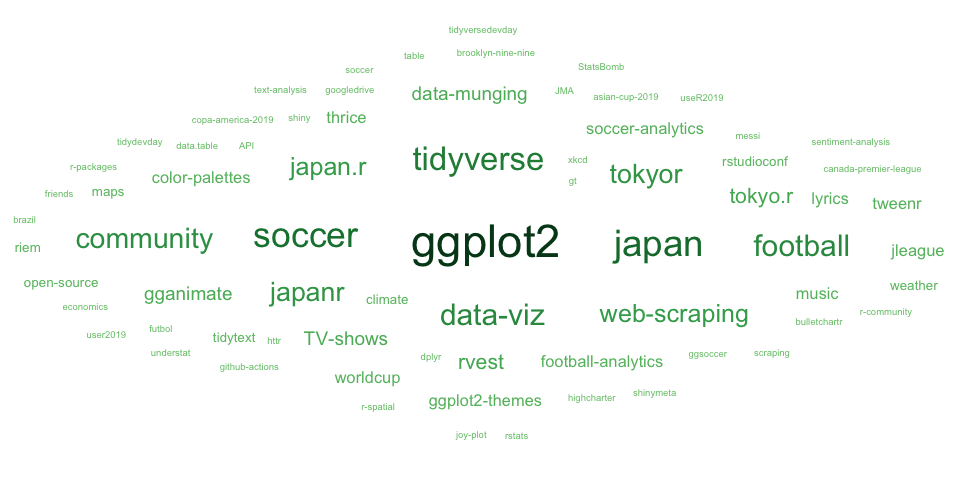 tidyversedevday
table
brooklyn-nine-nine
soccer
StatsBomb
text-analysis
googledrive
data-munging
JMA
asian-cup-2019
useR2019
copa-america-2019
shiny
thrice
soccer-analytics
messi
tidydevday
data.table
API
sentiment-analysis
r-packages
japan.r
tidyverse
xkcd
rstudioconf
canada-premier-league
friends
maps
color-palettes
gt
tokyor
tokyo.r
lyrics
tweenr
brazil
riem
community
soccer
ggplot2
japan
football
jleague
open-source
gganimate
japanr
climate
music
weather
economics
data-viz
web-scraping
bulletchartr
r-community
user2019
futbol
tidytext
httr
TV-shows
understat
github-actions
dplyr
rvest
football-analytics
ggsoccer
scraping
worldcup
r-spatial
ggplot2-themes
highcharter
shinymeta
joy-plot
rstats